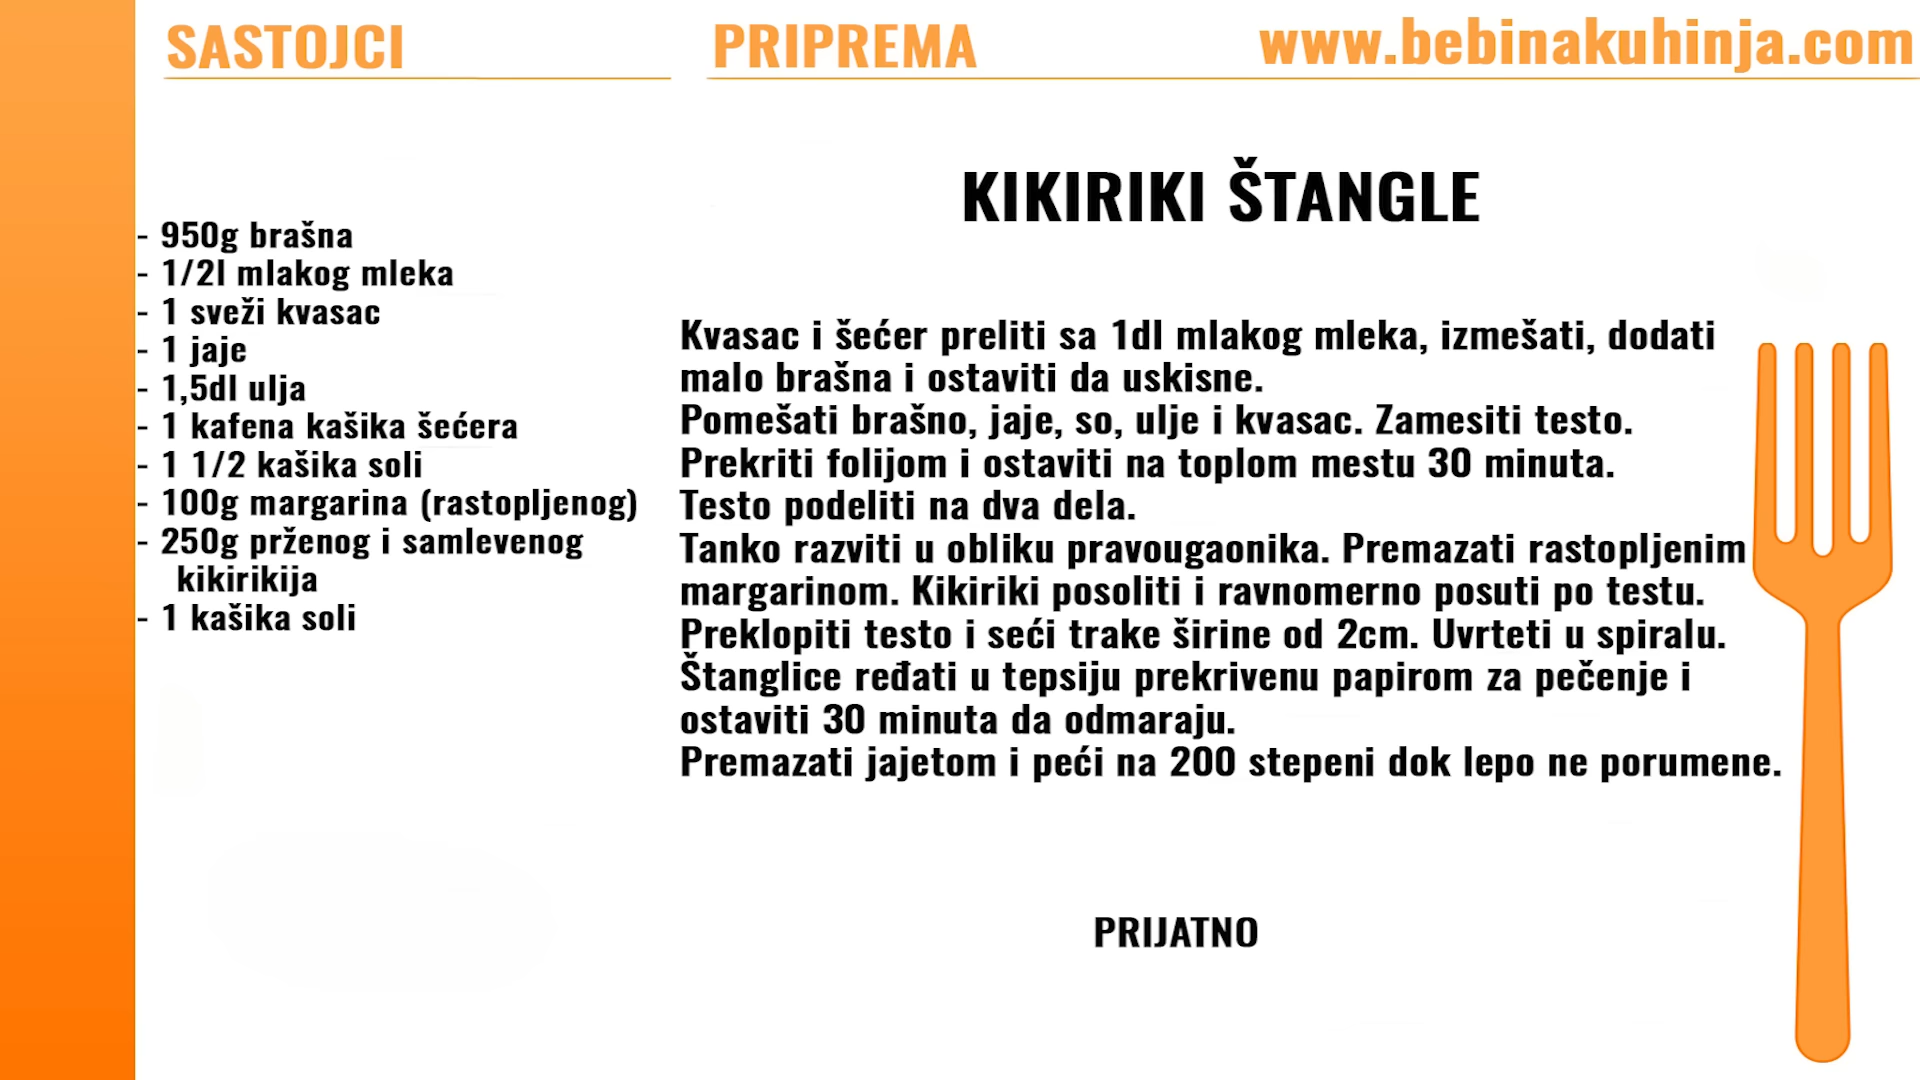 SASTOJCI
PRIPREMA
www.bebinakuhinja.com
KIKIRIKI ŠTANGLE
- 950g brašna
- 1/2l mlakog mleka
- 1 sveži kvasac
- 1 jaje
- 1,5dl ulja
- 1 kafena kašika šećera
- 1 1/2 kašika soli
- 100g margarina (rastopljenog)
- 250g prženog i samlevenog
kikirikija
- 1 kašika soli
Kvasac i šećer preliti sa 1dl mlakog mleka, izmešati, dodati
malo brašna i ostaviti da uskisne.
Pomešati brašno, jaje, so, ulje i kvasac. Zamesiti testo.
Prekriti folijom i ostaviti na toplom mestu 30 minuta.
Testo podeliti na dva dela.
Tanko razviti u obliku pravougaonika. Premazati rastopljenim
margarinom. Kikiriki posoliti i ravnomerno posuti po testu.
Preklopiti testo i seći trake širine od 2cm. Uvrteti u spiralu.
Štanglice ređati u tepsiju prekrivenu papirom za pečenje i
ostaviti 30 minuta da odmaraju.
Premazati jajetom i peći na 200 stepeni dok lepo ne porumene.
PRIJATNO